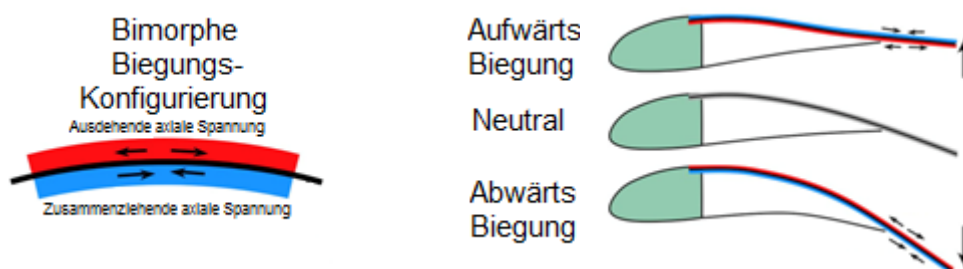 Bimorphe
Biegungs-
Konfigurierung
Ausdehende axiale Spannung
Zusammenziehende axiale Spannung
Aufwärts
Biegung
Neutral
Abwärts
Biegung